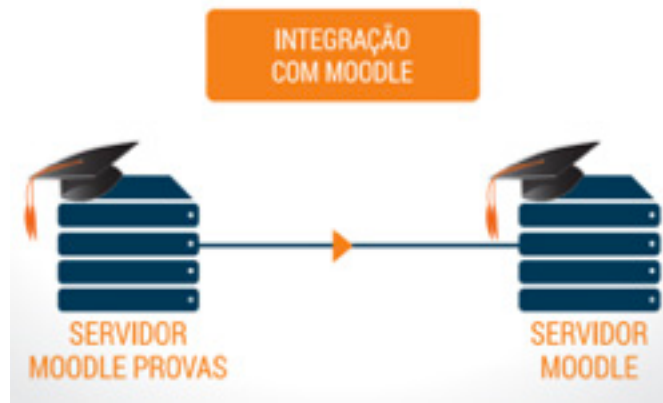 INTEGRAÇÃO
COM MOODLE
SERVIDOR
MOODLE PROVAS
SERVIDOR
MOODLE